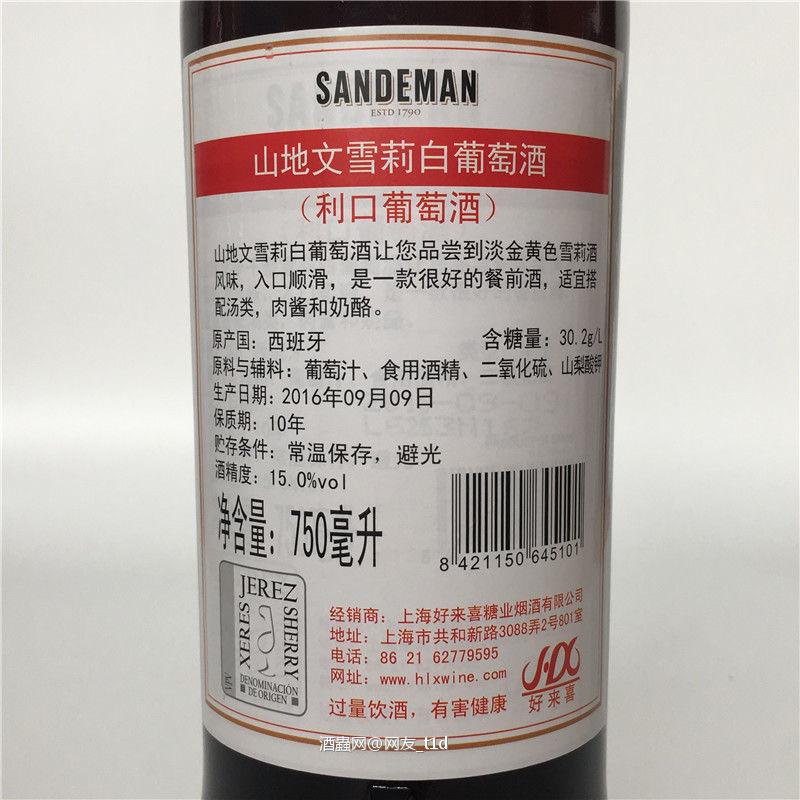 SANDEMAN
ESTD 1790
山地文雪莉白葡萄酒
（利口葡萄酒）
山地文雪莉白葡萄酒让您品尝到淡金黄色雪莉酒
风味，入口顺滑，是一款很好的餐前酒，适宜搭
配汤类，肉酱和奶酪。
原产国：西班牙 含糖量：30.2g/L
原料与辅料：葡萄汁、食用酒精、二氧化硫、山梨酸钾
生产日期：2016年09月09日
保质期：10年
贮存条件：常温保存，避光
酒精度：15.0%vol
净含量：750毫升
8 421150 645101
JEREZ
XERES
SHERRY
DENOMINACIÓN
DE ORIGEN
经销商：上海好来喜糖业烟酒有限公司
地址：上海市共和新路3088弄2号801室
电话：86 21 62779595
网址：www.hlxwine.com
好来喜
过量饮酒，有害健康
酒蟲网@网友_tld